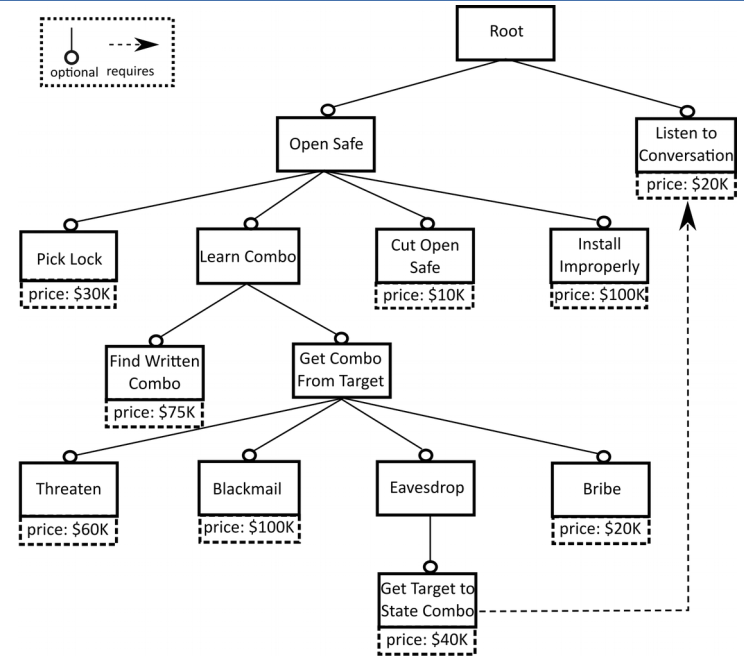 Root
optional requires
Open Safe
Listen to
Conversation
price: $20K
Pick Lock
price: $30K
Learn Combo
Cut Open
Safe
price: $10K
Install
Improperly
price: $100K
Find Written
Combo
price: $75K
Get Combo
From Target
Threaten
price: $60K
Blackmail
price: $100K
Eavesdrop
Bribe
price: $20K
Get Target to
State Combo
price: $40K